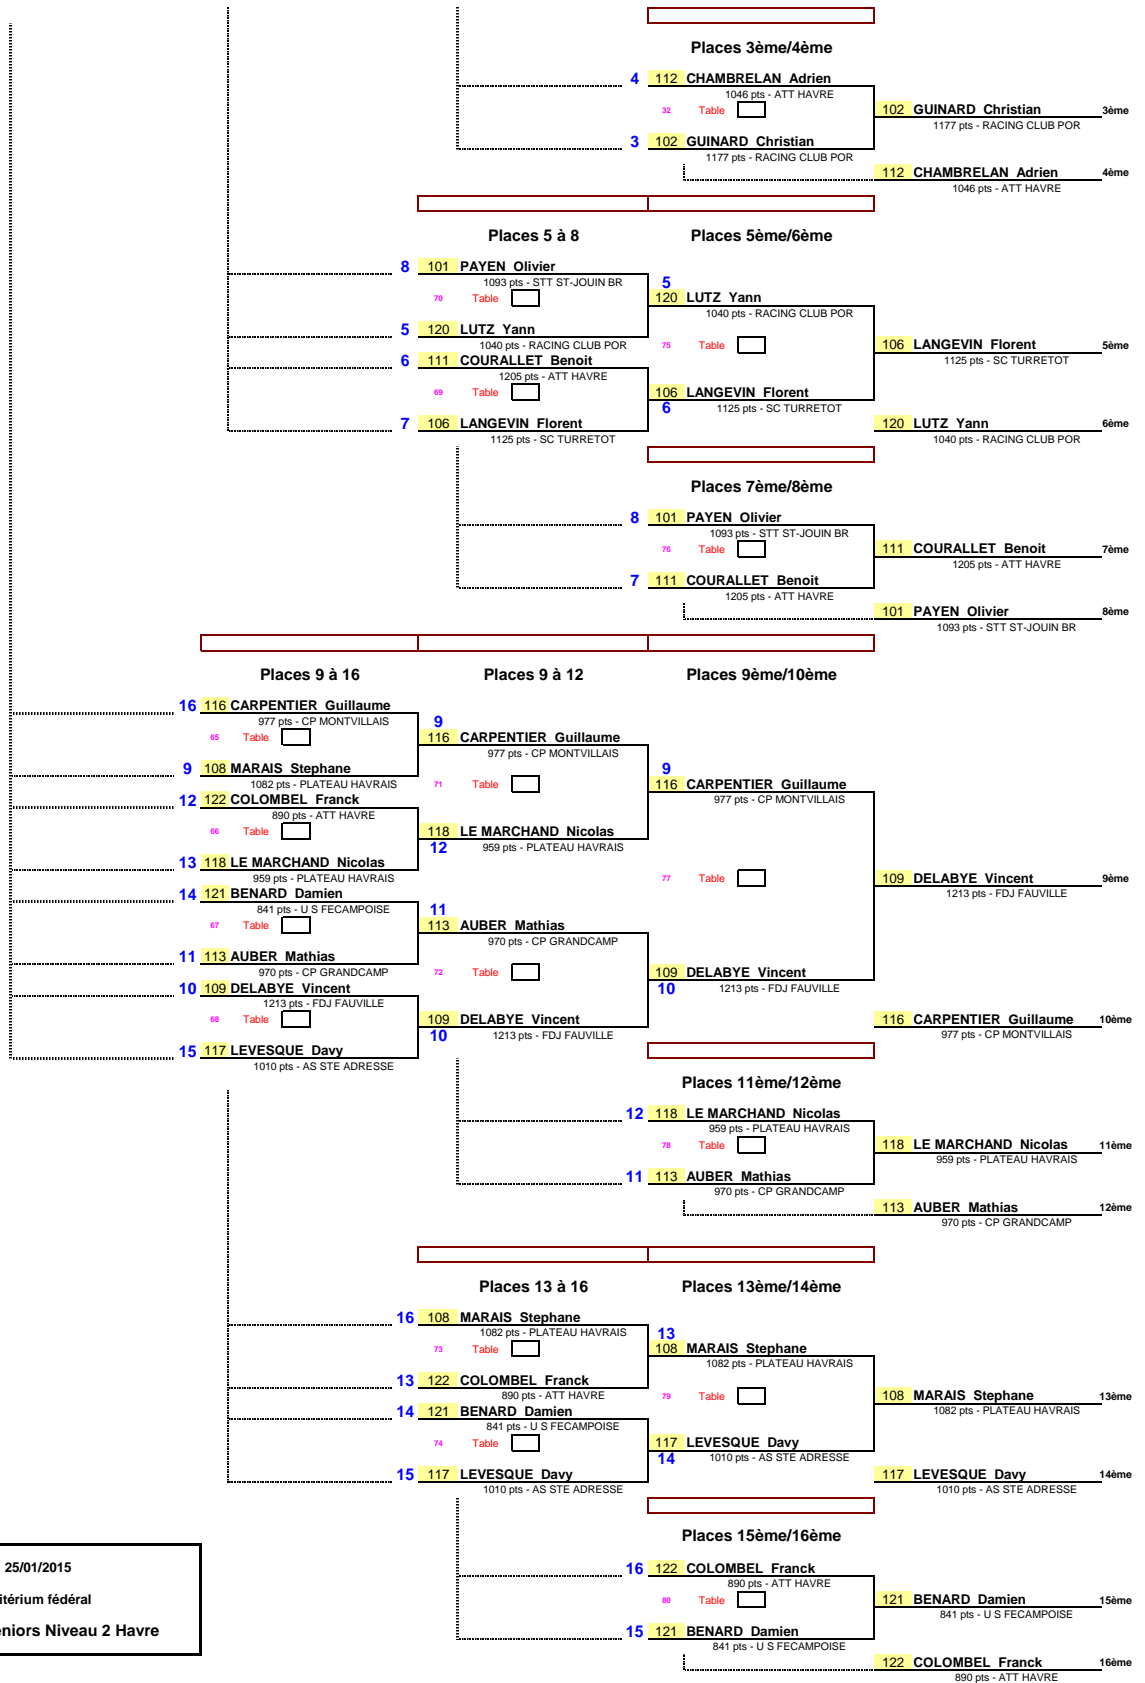 Places 3ème/4ème
4 112 CHAMBRELAN Adrien
1046 pts - ATT HAVRE
32 Table
102 GUINARD Christian 3ème
1177 pts - RACING CLUB POR
3 102 GUINARD Christian
1177 pts - RACING CLUB POR
112 CHAMBRELAN Adrien 4ème
1046 pts - ATT HAVRE
Places 5 à 8 Places 5ème/6ème
8 101 PAYEN Olivier
1093 pts - STT ST-JOUIN BR
5
70 Table
120 LUTZ Yann
1040 pts - RACING CLUB POR
5 120 LUTZ Yann
1040 pts - RACING CLUB POR
75 Table
106 LANGEVIN Florent 5ème
1125 pts - SC TURRETOT
6 111 COURALLET Benoit
1205 pts - ATT HAVRE
69 Table
106 LANGEVIN Florent
6 1125 pts - SC TURRETOT
7 106 LANGEVIN Florent
1125 pts - SC TURRETOT
120 LUTZ Yann 6ème
1040 pts - RACING CLUB POR
Places 7ème/8ème
8 101 PAYEN Olivier
1093 pts - STT ST-JOUIN BR
76 Table
111 COURALLET Benoit 7ème
1205 pts - ATT HAVRE
7 111 COURALLET Benoit
1205 pts - ATT HAVRE
101 PAYEN Olivier 8ème
1093 pts - STT ST-JOUIN BR
Places 9 à 16 Places 9 à 12 Places 9ème/10ème
16 116 CARPENTIER Guillaume
977 pts - CP MONTVILLAIS
9
65 Table
116 CARPENTIER Guillaume
977 pts - CP MONTVILLAIS
9 108 MARAIS Stephane
1082 pts - PLATEAU HAVRAIS
9
71 Table
116 CARPENTIER Guillaume
977 pts - CP MONTVILLAIS
12 122 COLOMBEL Franck
890 pts - ATT HAVRE
66 Table
118 LE MARCHAND Nicolas
12 959 pts - PLATEAU HAVRAIS
13 118 LE MARCHAND Nicolas
959 pts - PLATEAU HAVRAIS
77 Table
109 DELABYE Vincent 9ème
1213 pts - FDJ FAUVILLE
14 121 BENARD Damien
841 pts - U S FECAMPOISE
11
67 Table
113 AUBER Mathias
970 pts - CP GRANDCAMP
11 113 AUBER Mathias
970 pts - CP GRANDCAMP
72 Table
109 DELABYE Vincent
10 1213 pts - FDJ FAUVILLE
10 109 DELABYE Vincent
1213 pts - FDJ FAUVILLE
68 Table
109 DELABYE Vincent
10 1213 pts - FDJ FAUVILLE
116 CARPENTIER Guillaume 10ème
977 pts - CP MONTVILLAIS
15 117 LEVESQUE Davy
1010 pts - AS STE ADRESSE
Places 11ème/12ème
12 118 LE MARCHAND Nicolas
959 pts - PLATEAU HAVRAIS
78 Table
118 LE MARCHAND Nicolas 11ème
959 pts - PLATEAU HAVRAIS
11 113 AUBER Mathias
970 pts - CP GRANDCAMP
113 AUBER Mathias 12ème
970 pts - CP GRANDCAMP
Places 13 à 16 Places 13ème/14ème
16 108 MARAIS Stephane
1082 pts - PLATEAU HAVRAIS
13
73 Table
108 MARAIS Stephane
1082 pts - PLATEAU HAVRAIS
13 122 COLOMBEL Franck
890 pts - ATT HAVRE
79 Table
108 MARAIS Stephane 13ème
1082 pts - PLATEAU HAVRAIS
14 121 BENARD Damien
841 pts - U S FECAMPOISE
74 Table
117 LEVESQUE Davy
14 1010 pts - AS STE ADRESSE
15 117 LEVESQUE Davy
1010 pts - AS STE ADRESSE
117 LEVESQUE Davy 14ème
1010 pts - AS STE ADRESSE
Places 15ème/16ème
16 122 COLOMBEL Franck
890 pts - ATT HAVRE
80 Table
121 BENARD Damien 15ème
841 pts - U S FECAMPOISE
15 121 BENARD Damien
841 pts - U S FECAMPOISE
122 COLOMBEL Franck 16ème
890 pts - ATT HAVRE
25/01/2015
itérium fédéral
eniors Niveau 2 Havre